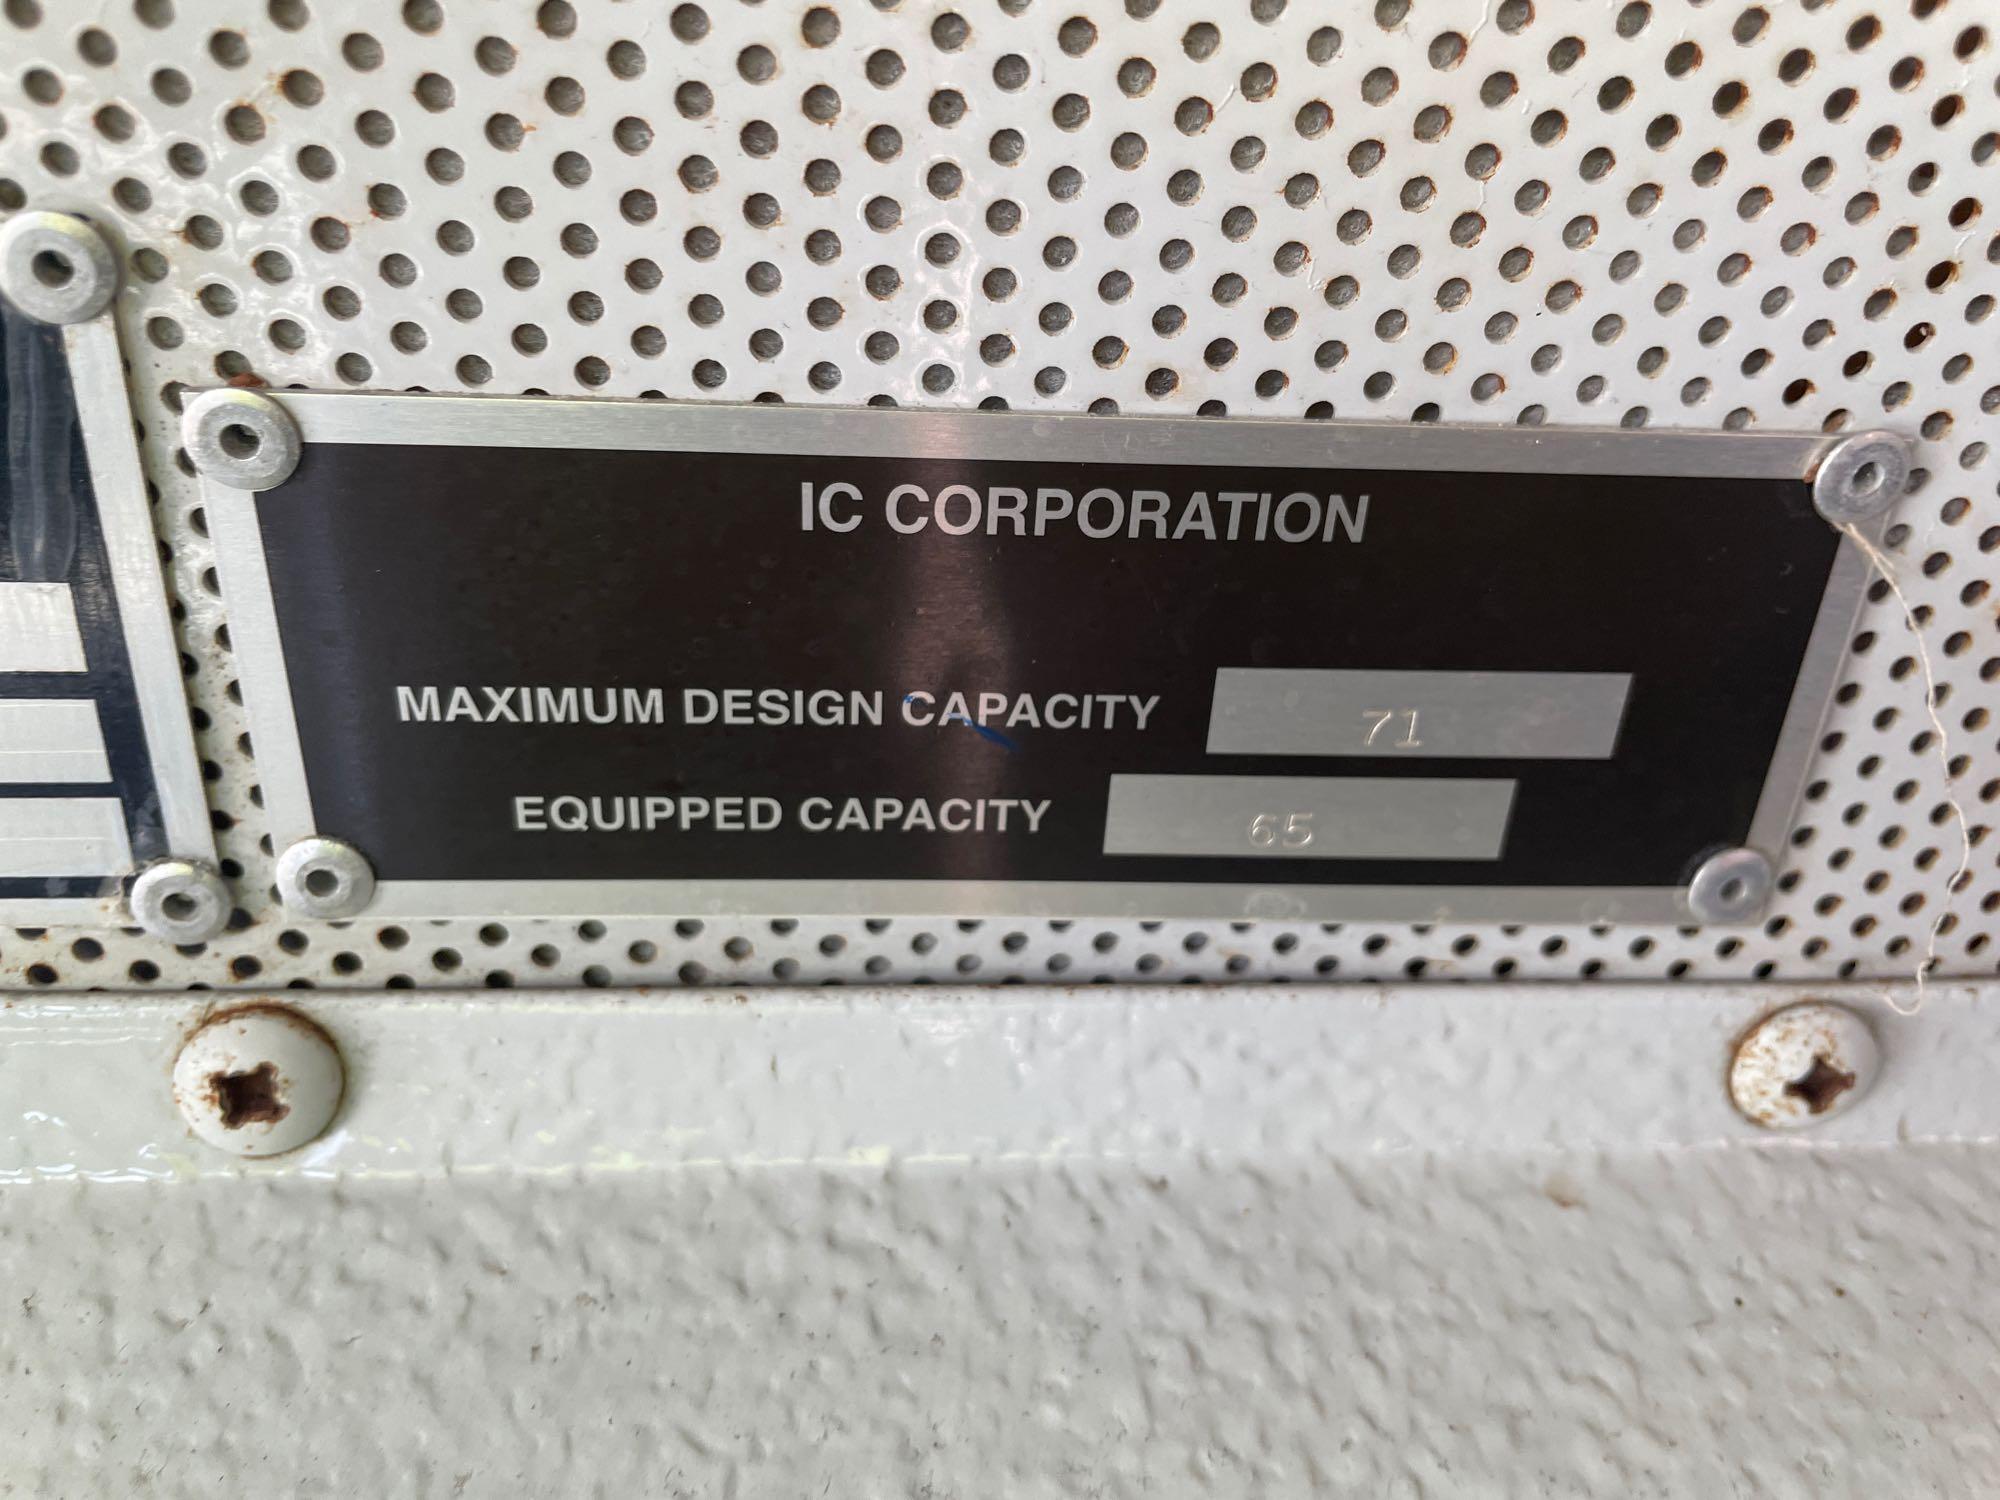 IC CORPORATION
MAXIMUM DESIGN CAPACITY 71
EQUIPPED CAPACITY 65